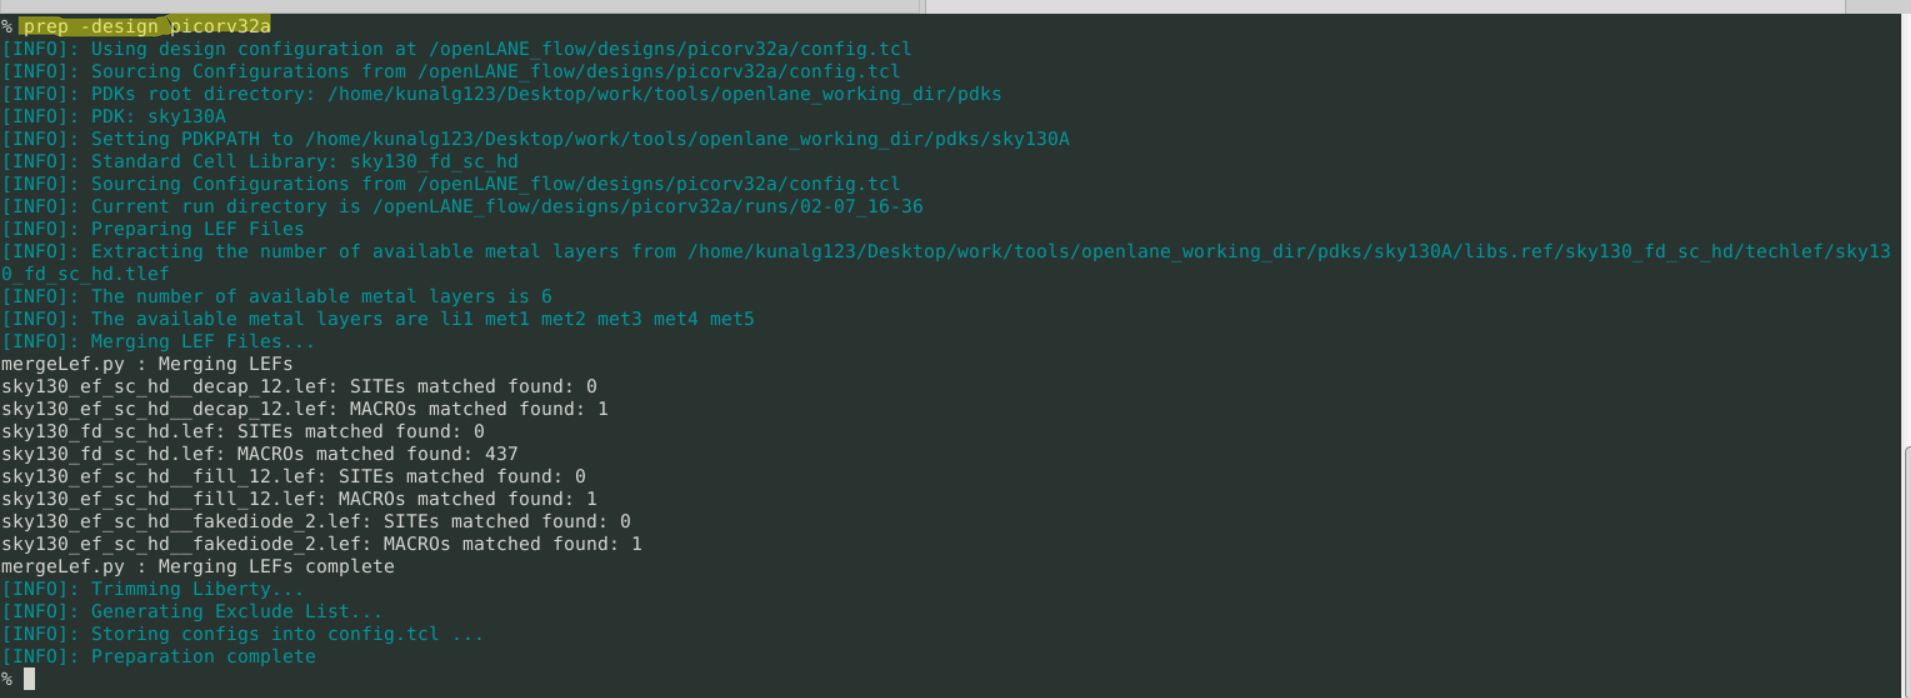 % prep -design picorv32a
[INFO]: Using design configuration at /openLANE_flow/designs/picorv32a/config.tcl
[INFO]: Sourcing Configurations from /openLANE_flow/designs/picorv32a/config.tcl
[INFO]: PDKs root directory: /home/kunalg123/Desktop/work/tools/openlane_working_dir/pdks
[INFO]: PDK: sky130A
[INFO]: Setting PDKPATH to /home/kunalg123/Desktop/work/tools/openlane_working_dir/pdks/sky130A
[INFO]: Standard Cell Library: sky130_fd_sc_hd
[INFO]: Sourcing Configurations from /openLANE_flow/designs/picorv32a/config.tcl
[INFO]: Current run directory is /openLANE_flow/designs/picorv32a/runs/02-07_16-36
[INFO]: Preparing LEF Files
[INFO]: Extracting the number of available metal layers from /home/kunalg123/Desktop/work/tools/openlane_working_dir/pdks/sky130A/libs.ref/sky130_fd_sc_hd/techlef/sky13
0_fd_sc_hd.tlef
[INFO]: The number of available metal layers is 6
[INFO]: The available metal layers are li1 met1 met2 met3 met4 met5
[INFO]: Merging LEF Files...
mergeLef.py : Merging LEFs
sky130_ef_sc_hd__decap_12.lef: SITEs matched found: 0
sky130_ef_sc_hd__decap_12.lef: MACROs matched found: 1
sky130_fd_sc_hd.lef: SITEs matched found: 0
sky130_fd_sc_hd.lef: MACROs matched found: 437
sky130_ef_sc_hd__fill_12.lef: SITEs matched found: 0
sky130_ef_sc_hd__fill_12.lef: MACROs matched found: 1
sky130_ef_sc_hd__fakediode_2.lef: SITEs matched found: 0
sky130_ef_sc_hd__fakediode_2.lef: MACROs matched found: 1
mergeLef.py : Merging LEFs complete
[INFO]: Trimming Liberty...
[INFO]: Generating Exclude List...
[INFO]: Storing configs into config.tcl ...
[INFO]: Preparation complete
%